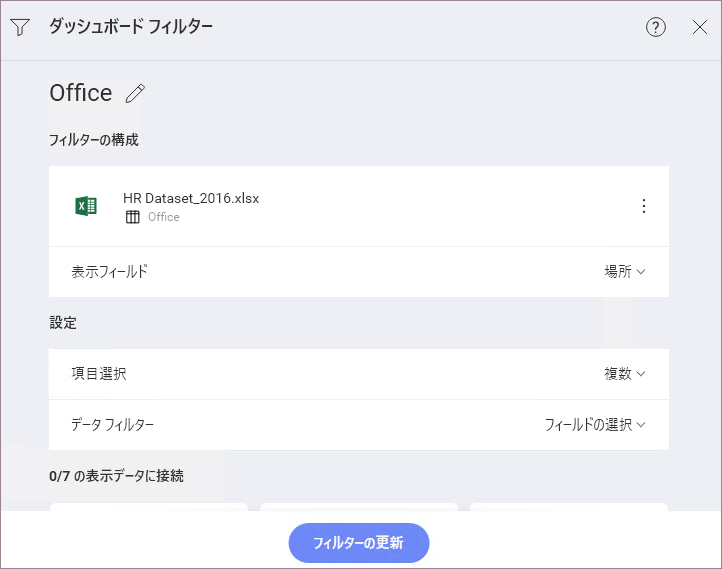 ダッシュボード フィルター
Office
フィルターの構成
HR Dataset_2016.xlsx
Office
表示フィールド 場所
設定
項目選択 複数
データ フィルター フィールドの選択
0/7 の表示データに接続
フィルターの更新